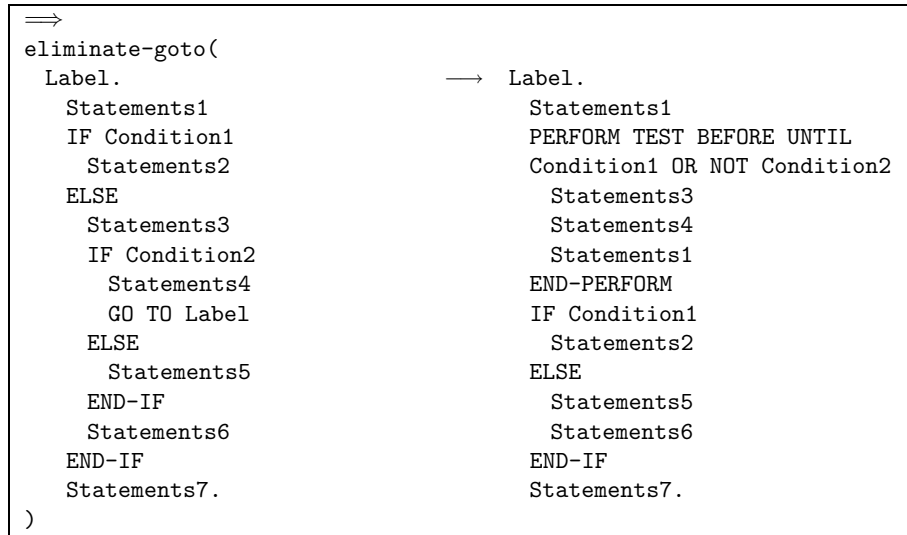 ⟹
eliminate-goto(
Label. ⟶ Label.
Statements1 Statements1
IF Condition1 PERFORM TEST BEFORE UNTIL
Statements2 Condition1 OR NOT Condition2
ELSE Statements3
Statements3 Statements4
IF Condition2 Statements1
Statements4 END-PERFORM
GO TO Label IF Condition1
ELSE Statements2
Statements5 ELSE
END-IF Statements5
Statements6 Statements6
END-IF END-IF
Statements7. Statements7.
)